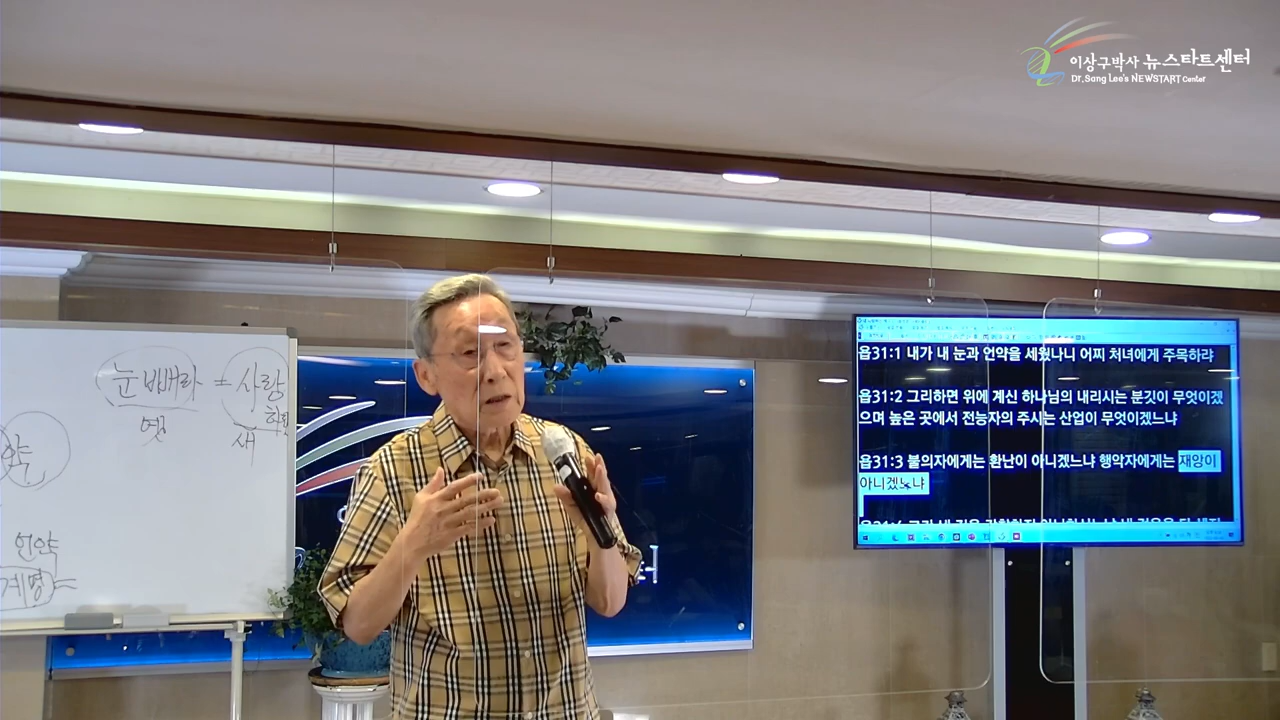 이상구박사 뉴스타트센터
Dr. Sang Lee's NEWSTART Center
눈 빼라 = 사랑
옛
새
약
언약
계명
욥31:1 내가 내 눈과 언약을 세웠나니 어찌 처녀에게 주목하랴
욥31:2 그리하면 위에 계신 하나님의 내리시는 분깃이 무엇이겠
으며 높은 곳에서 전능자의 주시는 산업이 무엇이겠느냐
욥31:3 불의자에게는 환난이 아니겠느냐 행악자에게는 재앙이
아니겠느냐